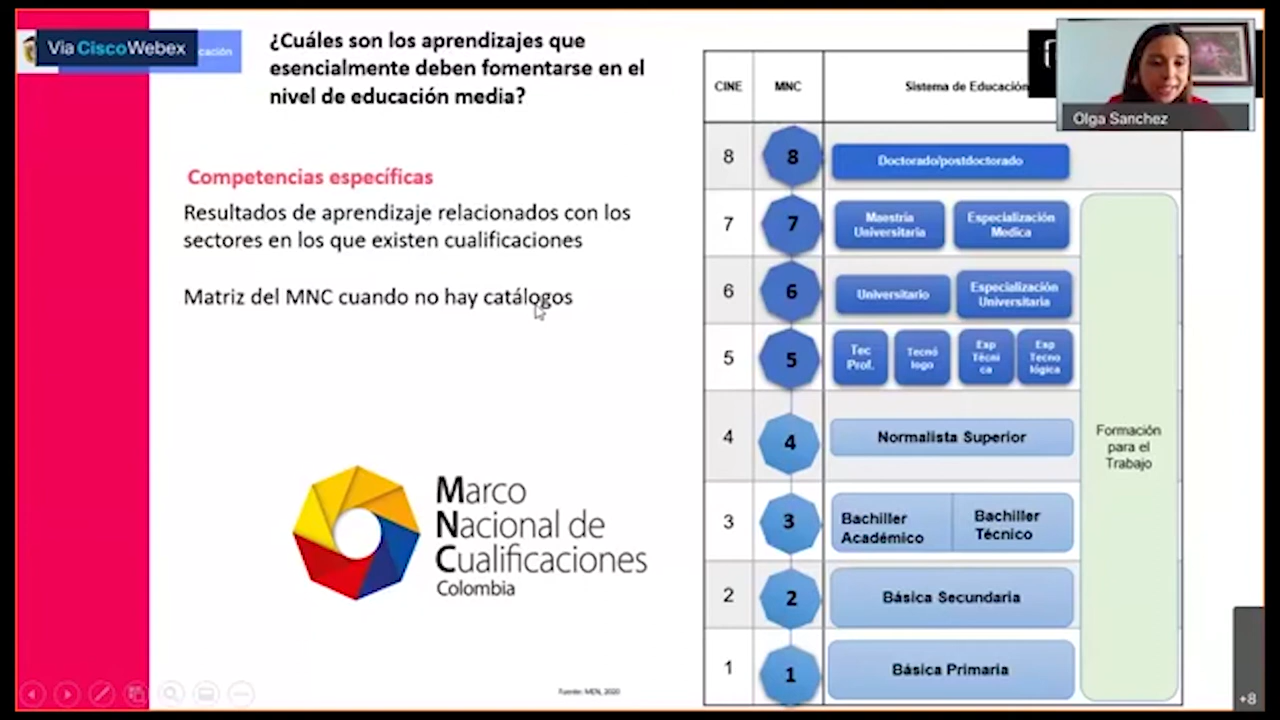 Via Cisco Webex
cación
¿Cuáles son los aprendizajes que
esencialmente deben fomentarse en el
nivel de educación media?
Competencias específicas
Resultados de aprendizaje relacionados con los
sectores en los que existen cualificaciones
Matriz del MNC cuando no hay catálogos
Marco
Nacional de
Cualificaciones
Colombia
Fuente: MEN, 2020
CINE MNC Sistema de Educación
Olga Sanchez
8 8 Doctorado/postdoctorado
7 7 Maestría
Universitaria
Especialización
Medica
6 6 Universitario
Especialización
Universitaria
5 5 Tec
Prof.
Tecnó
logo
Esp
Técni
ca
Esp
Tecno
lógica
4 4 Normalista Superior
3 3 Bachiller
Académico
Bachiller
Técnico
2 2 Básica Secundaria
1 1 Básica Primaria
Formación
para el
Trabajo
+8